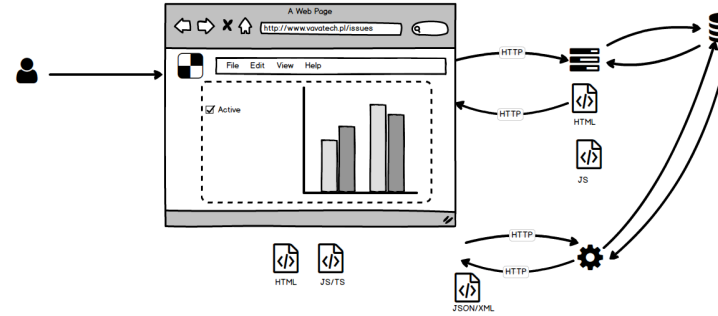 A Web Page
http://www.vavatech.pl/issues
File Edit View Help
Active
HTTP
HTTP
HTML
JS
HTTP
HTTP
HTML
JS/TS
JSON/XML